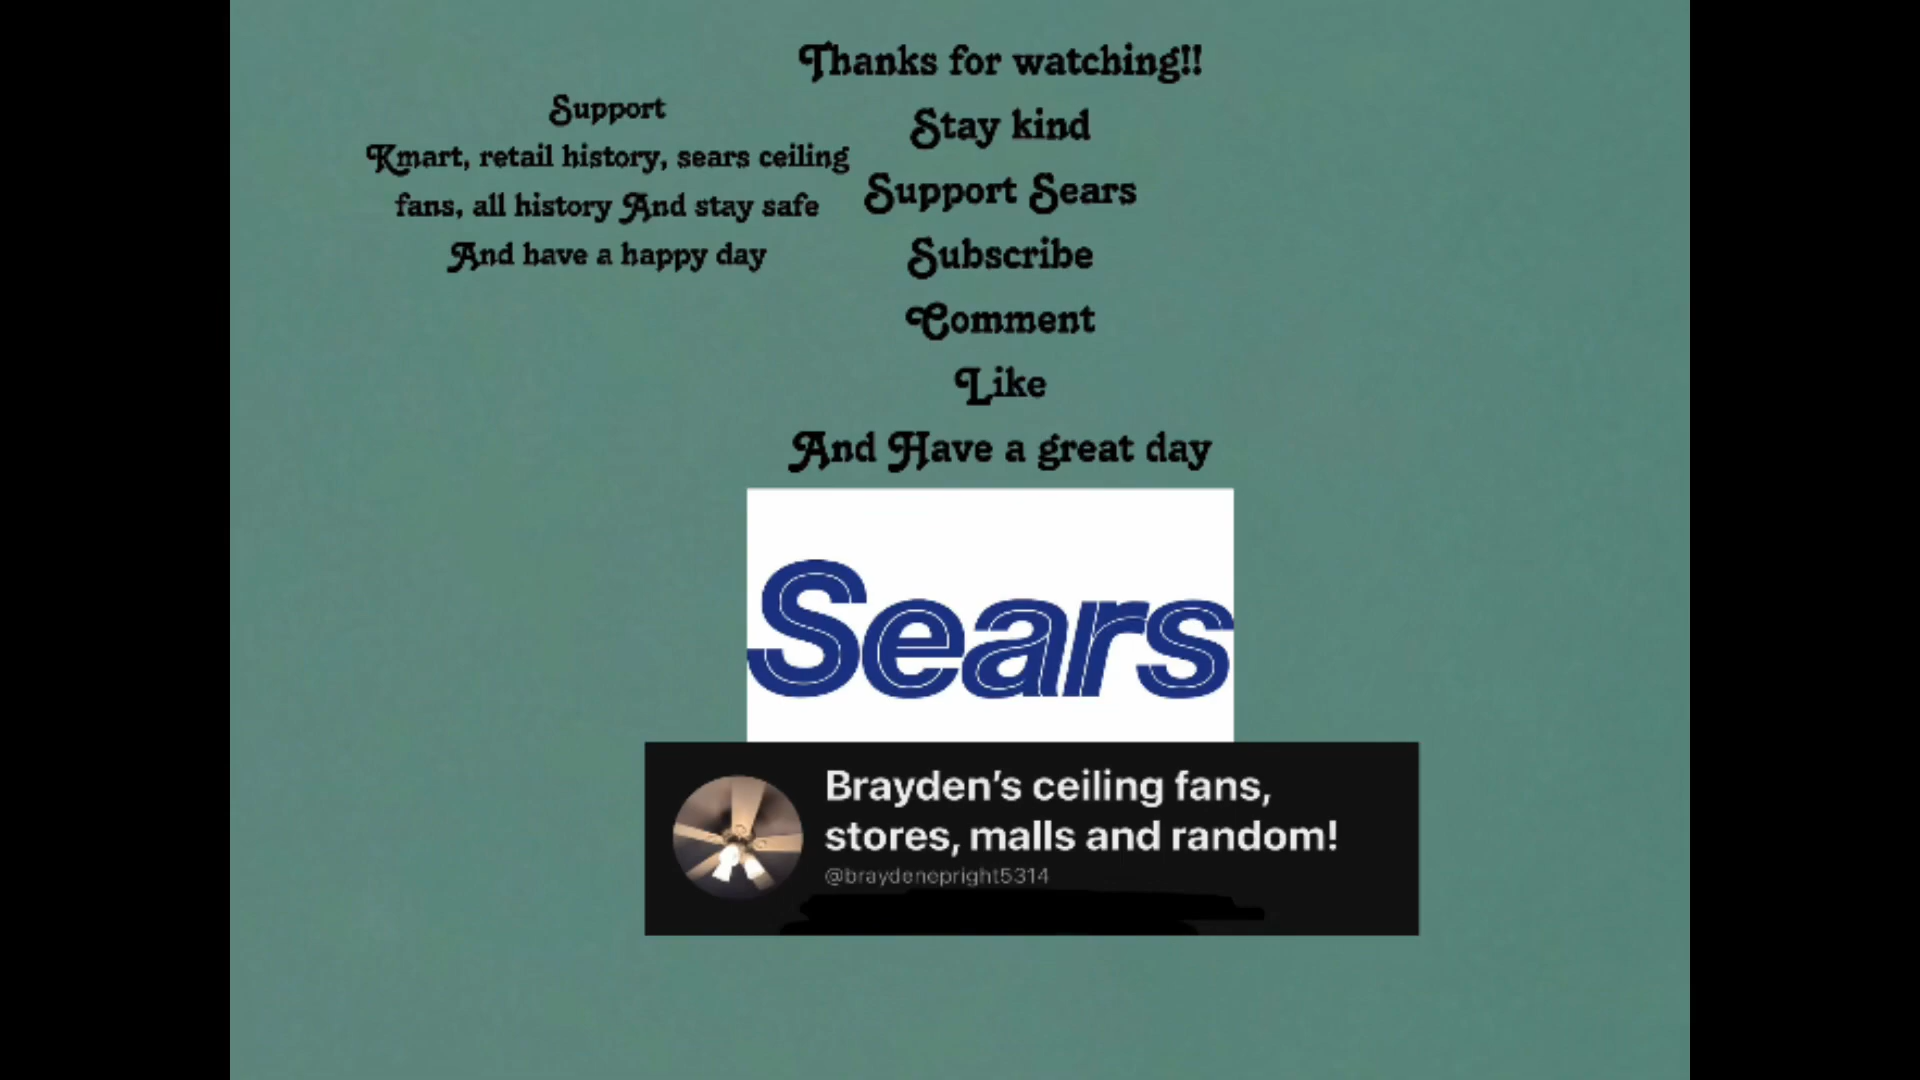 Thanks for watching!!
Stay kind
Support Sears
Subscribe
Comment
Like
And Have a great day
Support
Kmart, retail history, sears ceiling
fans, all history And stay safe
And have a happy day
Sears
Brayden's ceiling fans,
stores, malls and random!
@braydenepright5314